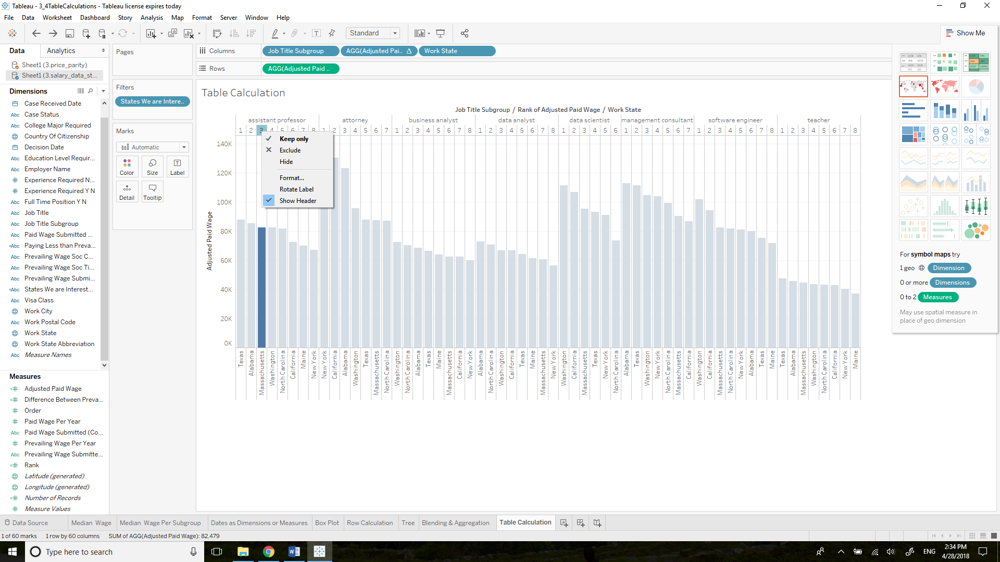 Tableau - 3_4TableCalculations - Tableau license expires today
File Data Worksheet Dashboard Story Analysis Map Format Server Window Help
Standard
Show Me
Data Analytics
Sheet1 (3.price_parity)
Sheet1 (3.salary_data_st...
Dimensions
Case Received Date
Abc Case Status
Abc College Major Required
Country Of Citizenship
Decision Date
Abc Education Level Requir...
Abc Employer Name
# Experience Required N...
# Experience Required Y N
Abc Full Time Position Y N
Abc Job Title
Abc Job Title Subgroup
Abc Paid Wage Submitted ...
=Abc Paying Less than Preva...
Abc Prevailing Wage Soc C...
Abc Prevailing Wage Soc Ti...
Abc Prevailing Wage Submi...
=Abc States We are Interest...
Abc Visa Class
Work City
Abc Work Postal Code
Work State
Work State Abbreviation
Abc Measure Names
Measures
=# Adjusted Paid Wage
=# Difference Between Preva...
# Order
# Paid Wage Per Year
Abc Paid Wage Submitted (Co...
# Prevailing Wage Per Year
Abc Prevailing Wage Submitte...
=# Rank
Latitude (generated)
Longitude (generated)
=# Number of Records
# Measure Values
Pages
Filters
States We are Intere..
Marks
Automatic
Color Size Label
Detail Tooltip
Columns Job Title Subgroup AGG(Adjusted Pai.. Δ Work State
Rows AGG(Adjusted Paid ..
Table Calculation
Job Title Subgroup / Rank of Adjusted Paid Wage / Work State
assistant professor attorney business analyst data analyst data scientist management consultant software engineer teacher
1 2 3 4 5 6 7 8 1 2 3 4 5 6 7 1 2 3 4 5 6 7 8 1 2 3 4 5 6 7 8 1 2 3 4 5 6 1 2 3 4 5 6 7 1 2 3 4 5 6 7 8 1 2 3 4 5 6 7 8
Keep only
Exclude
Hide
Format...
Rotate Label
Show Header
Adjusted Paid Wage
140K
120K
100K
80K
60K
40K
20K
0K
Texas Alabama Massachusetts Washington North Carolina California Maine New York New York California Alabama Washington Texas Massachusetts North Carolina Washington North Carolina Alabama Texas Maine Massachusetts California New York Alabama North Carolina Washington California Texas Maine Massachusetts New York Washington California Massachusetts Texas New York North Carolina Alabama Texas Washington New York North Carolina Massachusetts California Washington California Massachusetts North Carolina New York Alabama Texas Maine Texas Alabama Massachusetts Washington North Carolina California New York Maine
For symbol maps try
1 geo Dimension
0 or more Dimensions
0 to 2 Measures
May use spatial measure in
place of geo dimension
Data Source Median Wage Median Wage Per Subgroup Dates as Dimensions or Measures Box Plot Row Calculation Tree Blending & Aggregation Table Calculation
1 of 60 marks 1 row by 60 columns SUM of AGG(Adjusted Paid Wage): 82,479
Type here to search
ENG
2:34 PM
4/28/2018